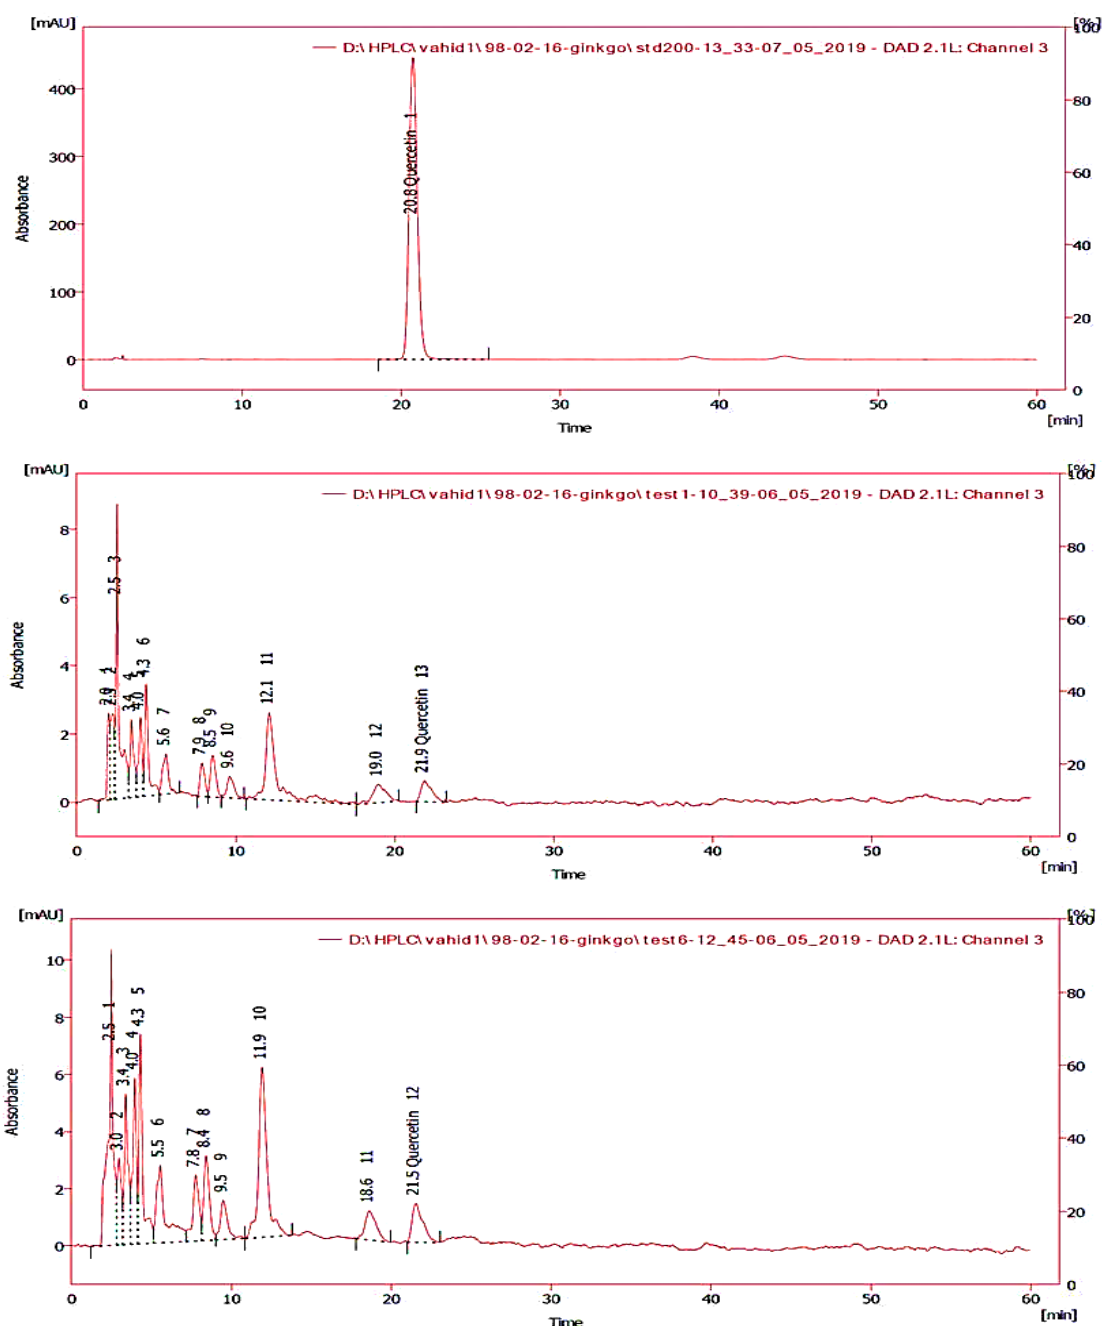 [mAU]
[%]
100
D:\HPLC\vahid1\98-02-16-ginkgo\std200-13_33-07_05_2019 - DAD 2.1L: Channel 3
400
300
200
100
0
Absorbance
20.8 Quercetin 1
80
60
40
20
0
0 10 20 30 40 50 60
Time
[min]
[mAU]
[%]
100
D:\HPLC\vahid1\98-02-16-ginkgo\test1-10_39-06_05_2019 - DAD 2.1L: Channel 3
8
6
4
2
0
Absorbance
2.5 3
4.3 6
5.6 7
7.9 8
8.5 9
9.6 10
12.1 11
19.0 12
21.9 Quercetin 13
80
60
40
20
0
0 10 20 30 40 50 60
Time
[min]
[mAU]
[%]
100
D:\HPLC\vahid1\98-02-16-ginkgo\test6-12_45-06_05_2019 - DAD 2.1L: Channel 3
10
8
6
4
2
0
Absorbance
2.5 1
3.0 2
3.4 3
4.0 4
4.3 5
5.5 6
7.8 7
8.4 8
9.5 9
11.9 10
18.6 11
21.5 Quercetin 12
80
60
40
20
0
0 10 20 30 40 50 60
Time
[min]